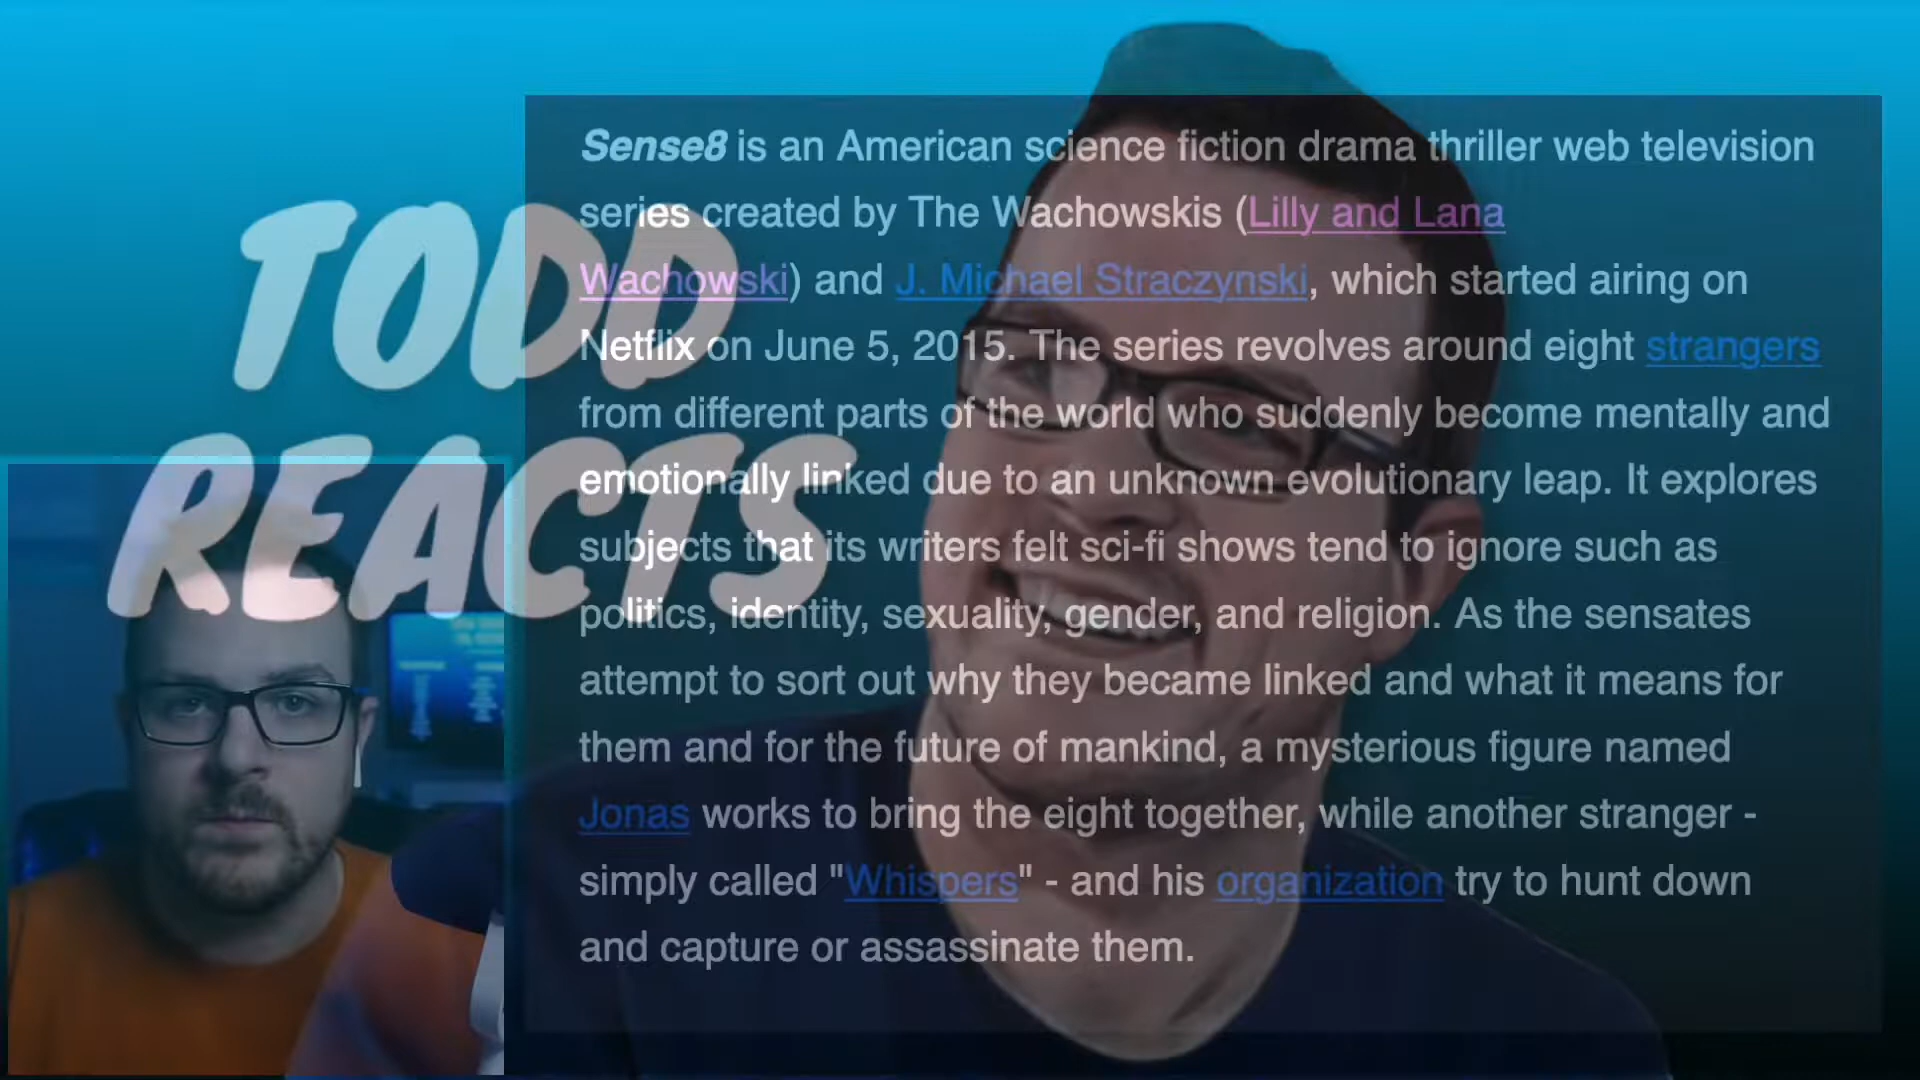 TODD
REACTS
Sense8 is an American science fiction drama thriller web television
series created by The Wachowskis (Lilly and Lana
Wachowski) and J. Michael Straczynski, which started airing on
Netflix on June 5, 2015. The series revolves around eight strangers
from different parts of the world who suddenly become mentally and
emotionally linked due to an unknown evolutionary leap. It explores
subjects that its writers felt sci-fi shows tend to ignore such as
politics, identity, sexuality, gender, and religion. As the sensates
attempt to sort out why they became linked and what it means for
them and for the future of mankind, a mysterious figure named
Jonas works to bring the eight together, while another stranger -
simply called "Whispers" - and his organization try to hunt down
and capture or assassinate them.